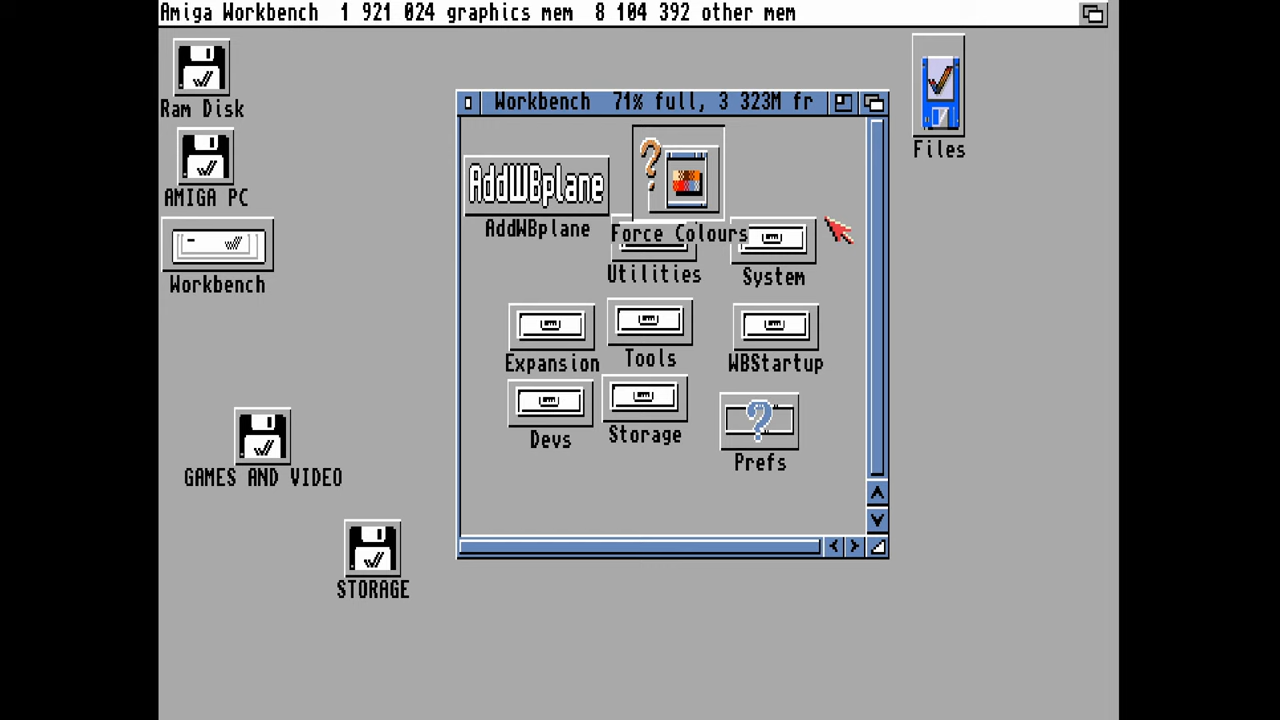 Amiga Workbench  1 921 024 graphics mem  8 104 392 other mem
Ram Disk
AMIGA PC
Workbench
GAMES AND VIDEO
STORAGE
Files
Workbench  71% full, 3 323M fr
AddWBplane
AddWBplane
?
Force Colours
Utilities
System
Expansion
Tools
WBStartup
Devs
Storage
?
Prefs